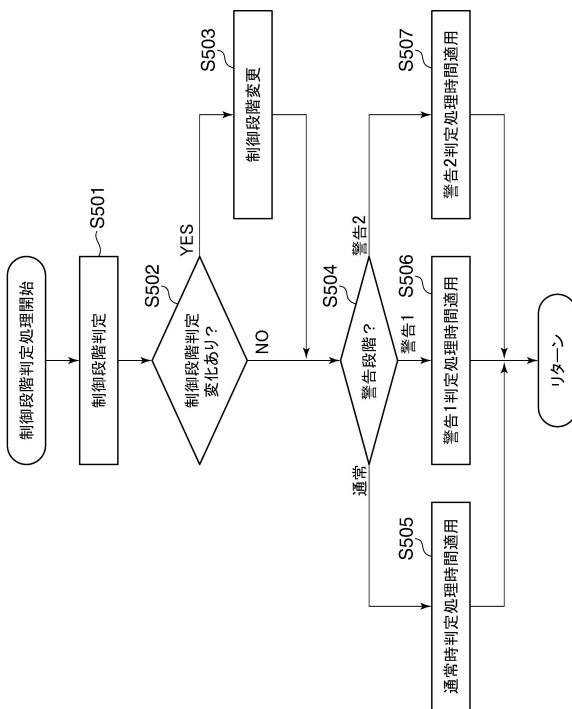 制御段階判定処理開始
S501
制御段階判定
S502
制御段階判定
変化あり?
YES
NO
S503
制御段階変更
S504
警告段階?
通常
警告1
警告2
S505
通常時判定処理時間適用
S506
警告1判定処理時間適用
S507
警告2判定処理時間適用
リターン